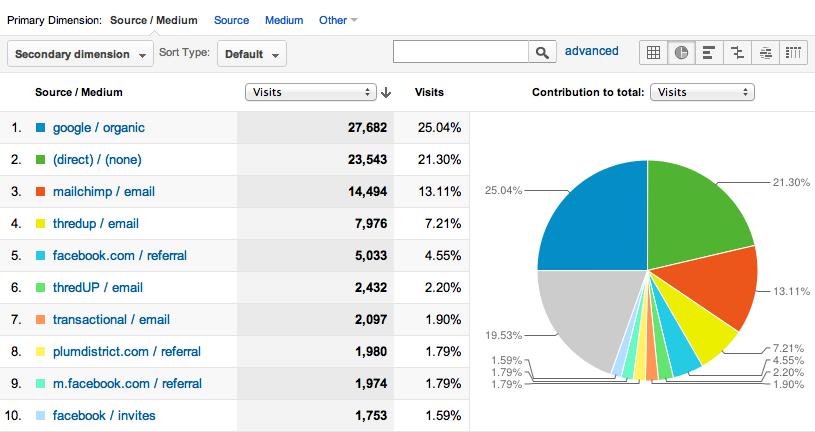 Primary Dimension: Source / Medium Source Medium Other
Secondary dimension Sort Type: Default advanced
Source / Medium Visits Visits Contribution to total: Visits
1. google / organic 27,682 25.04%
2. (direct) / (none) 23,543 21.30%
3. mailchimp / email 14,494 13.11%
4. thredup / email 7,976 7.21%
5. facebook.com / referral 5,033 4.55%
6. thredUP / email 2,432 2.20%
7. transactional / email 2,097 1.90%
8. plumdistrict.com / referral 1,980 1.79%
9. m.facebook.com / referral 1,974 1.79%
10. facebook / invites 1,753 1.59%
25.04%
21.30%
13.11%
19.53%
7.21%
1.59%
4.55%
1.79%
2.20%
1.79%
1.90%